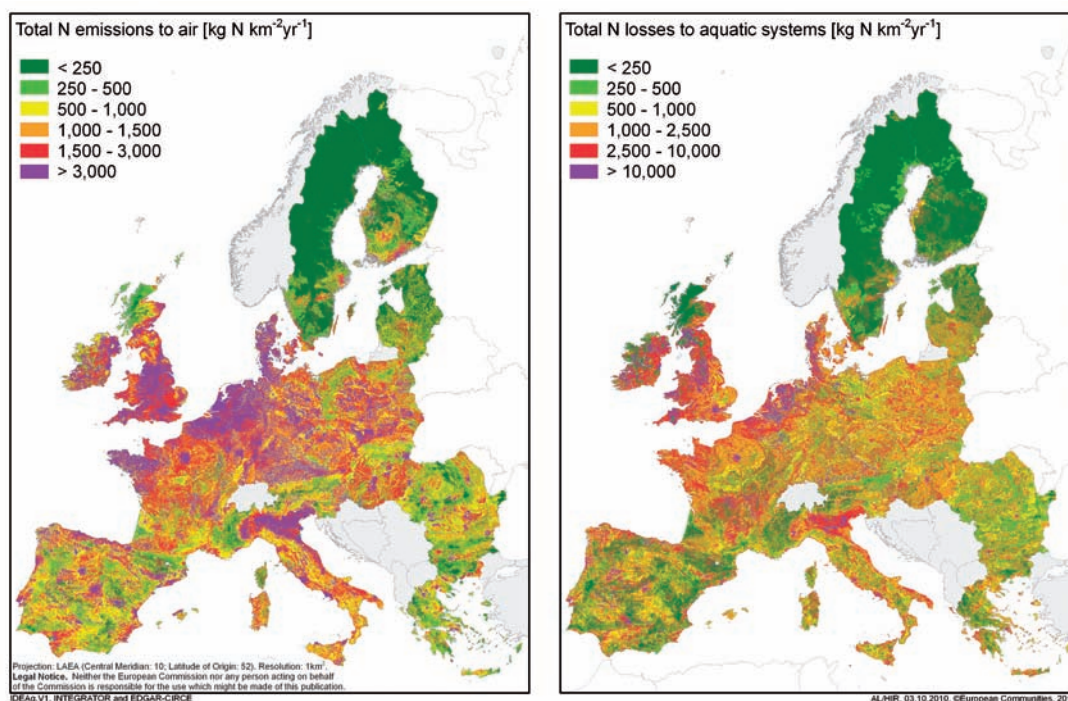 Total N emissions to air [kg N km-2yr-1]
< 250
250 - 500
500 - 1,000
1,000 - 1,500
1,500 - 3,000
> 3,000
Projection: LAEA (Central Meridian: 10; Latitude of Origin: 52). Resolution: 1km2.
Legal Notice. Neither the European Commission nor any person acting on behalf
of the Commission is responsible for the use which might be made of this publication.
IDEAg.V1, INTEGRATOR and EDGAR-CIRCE
Total N losses to aquatic systems [kg N km-2yr-1]
< 250
250 - 500
500 - 1,000
1,000 - 2,500
2,500 - 10,000
> 10,000
AL/HIR, 03.10.2010, ©European Communities,